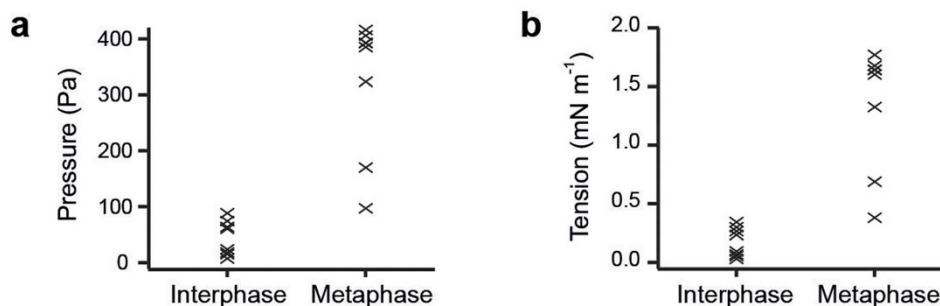 a
Pressure (Pa)
400
300
200
100
0
Interphase
Metaphase
b
Tension (mN m⁻¹)
2.0
1.5
1.0
0.5
0.0
Interphase
Metaphase